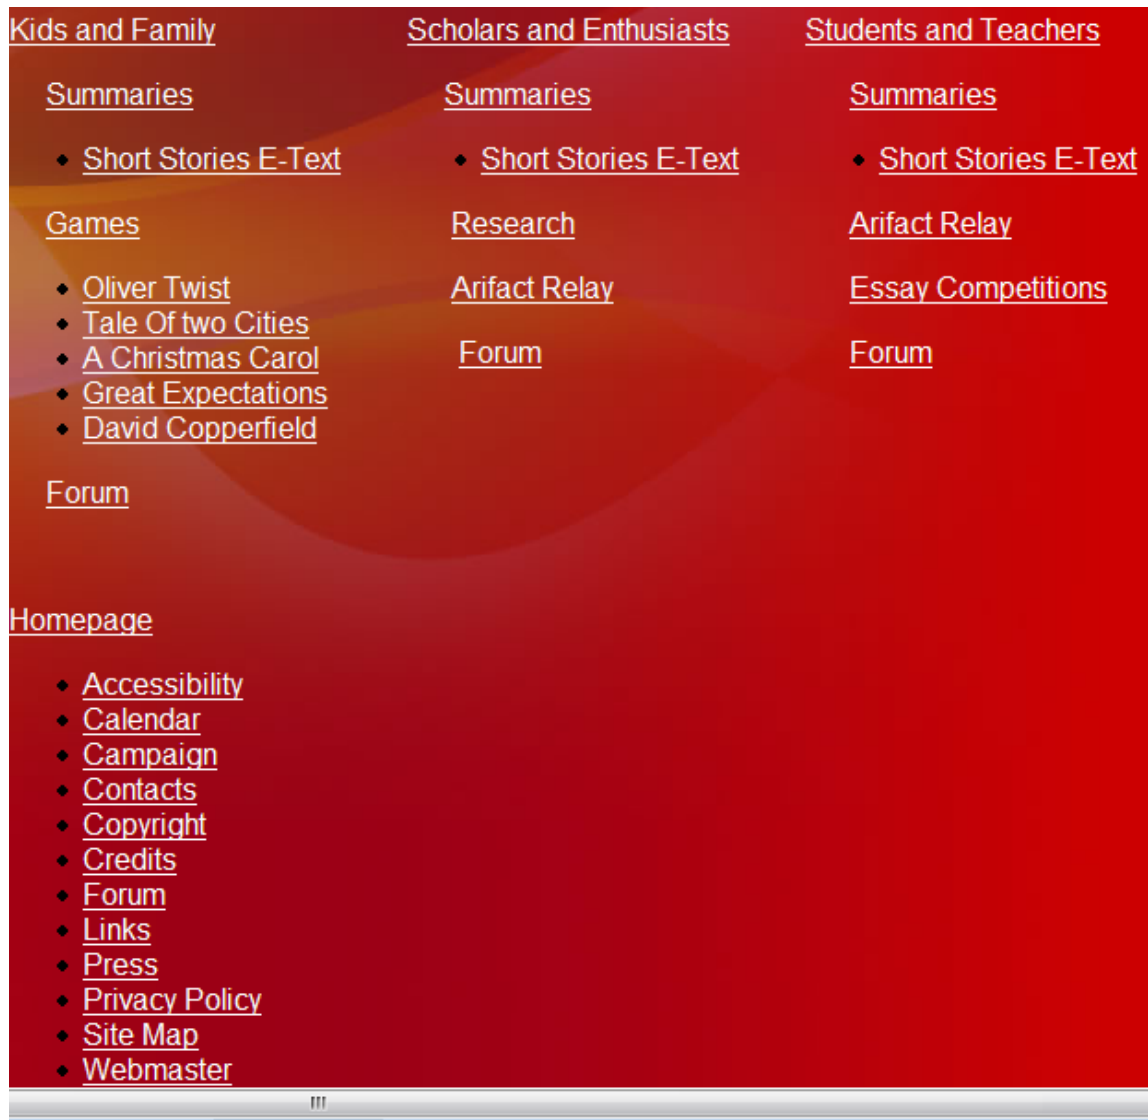 Kids and Family
Summaries
Short Stories E-Text
Games
Oliver Twist
Tale Of two Cities
A Christmas Carol
Great Expectations
David Copperfield
Forum
Scholars and Enthusiasts
Summaries
Short Stories E-Text
Research
Arifact Relay
Forum
Students and Teachers
Summaries
Short Stories E-Text
Arifact Relay
Essay Competitions
Forum
Homepage
Accessibility
Calendar
Campaign
Contacts
Copyright
Credits
Forum
Links
Press
Privacy Policy
Site Map
Webmaster